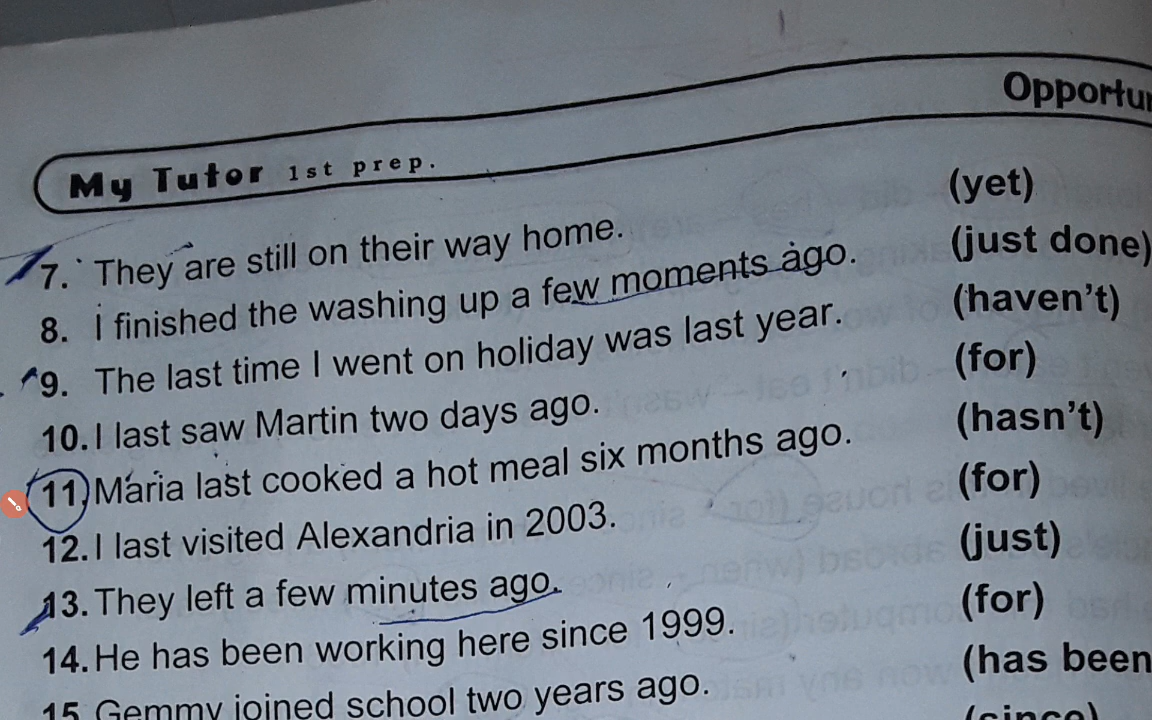 Opportu
My Tutor 1st prep.
7. They are still on their way home. (yet)
8. I finished the washing up a few moments ago. (just done)
9. The last time I went on holiday was last year. (haven't)
10. I last saw Martin two days ago. (for)
11. Maria last cooked a hot meal six months ago. (hasn't)
12. I last visited Alexandria in 2003. (for)
13. They left a few minutes ago. (just)
14. He has been working here since 1999. (for)
15. Gemmy joined school two years ago. (has been